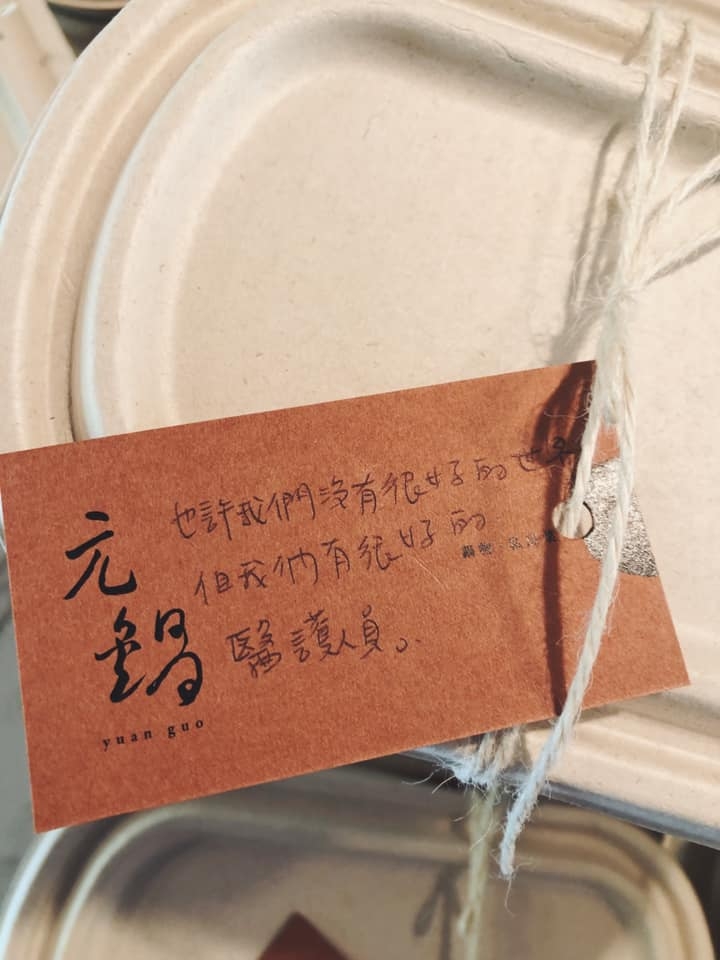 元鍋
yuan guo
也許我們沒有很好的世界
但我們有很好的
醫護人員。